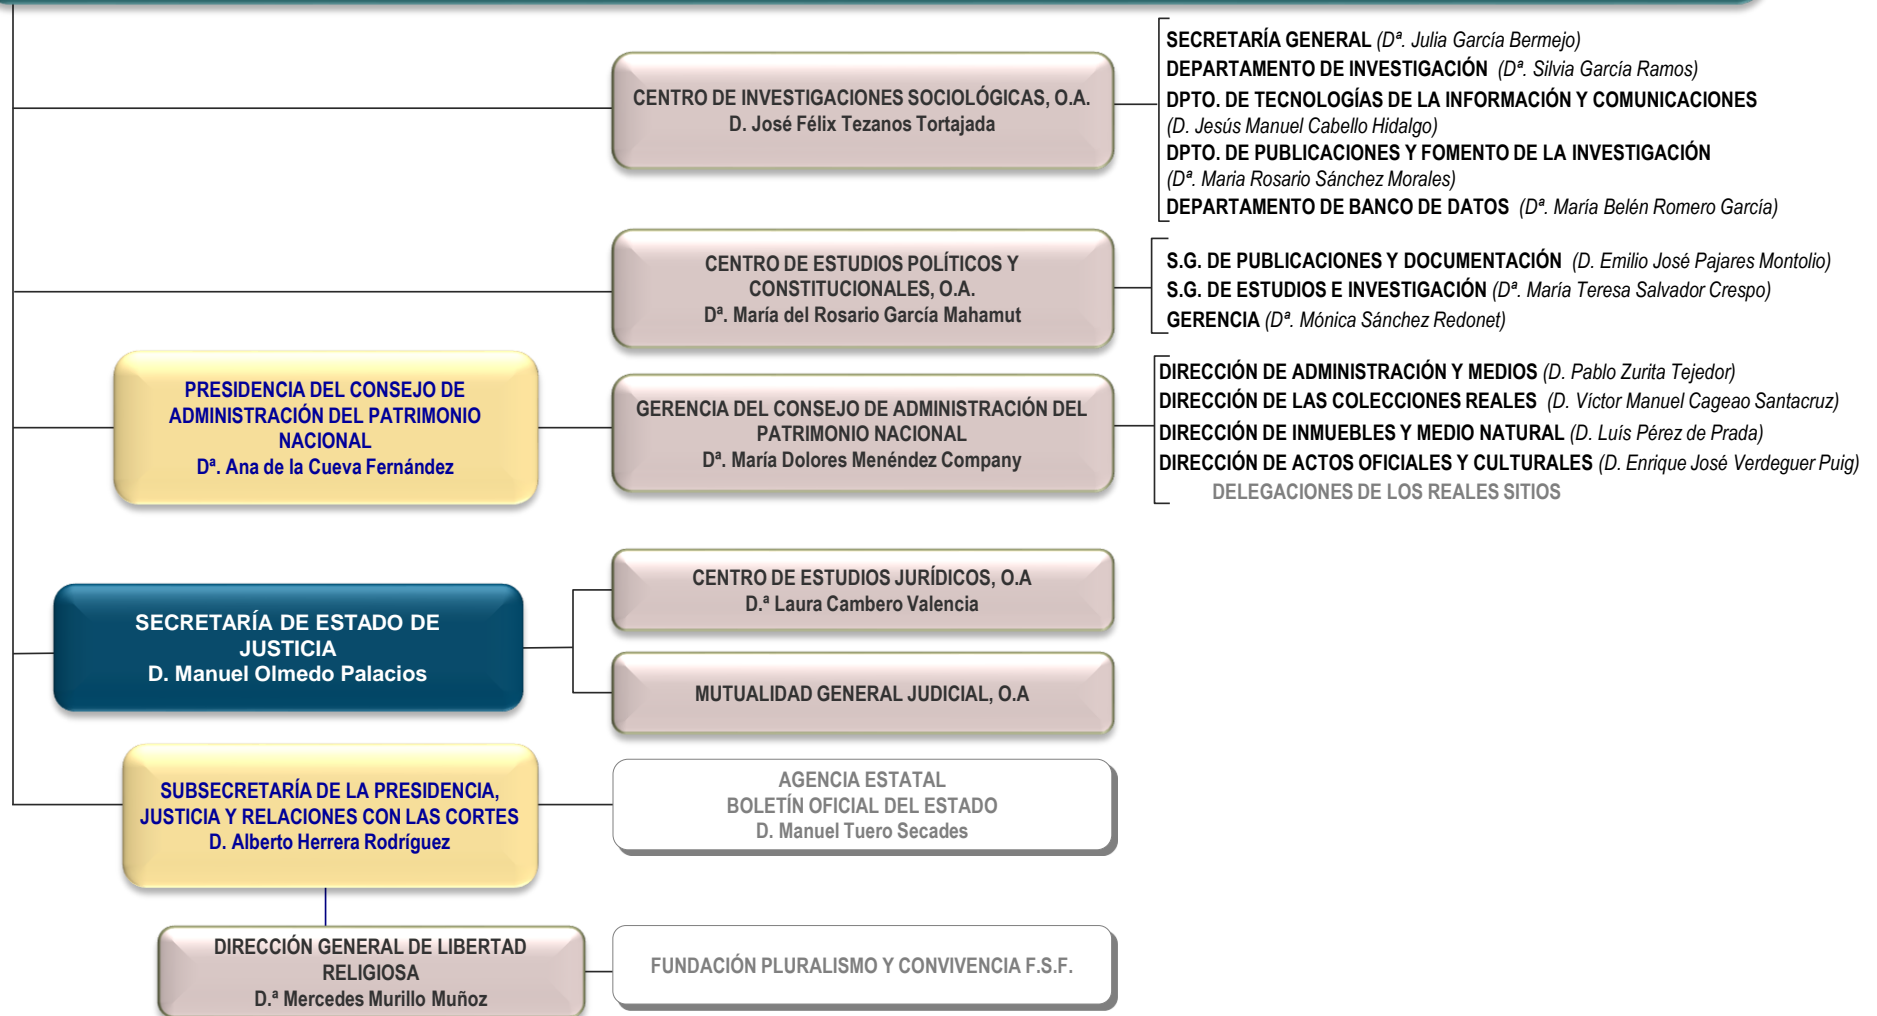 CENTRO DE INVESTIGACIONES SOCIOLÓGICAS, O.A.
D. José Félix Tezanos Tortajada
SECRETARÍA GENERAL (Dª. Julia García Bermejo)
DEPARTAMENTO DE INVESTIGACIÓN (Dª. Silvia García Ramos)
DPTO. DE TECNOLOGÍAS DE LA INFORMACIÓN Y COMUNICACIONES
(D. Jesús Manuel Cabello Hidalgo)
DPTO. DE PUBLICACIONES Y FOMENTO DE LA INVESTIGACIÓN
(Dª. Maria Rosario Sánchez Morales)
DEPARTAMENTO DE BANCO DE DATOS (Dª. María Belén Romero García)
CENTRO DE ESTUDIOS POLÍTICOS Y
CONSTITUCIONALES, O.A.
Dª. María del Rosario García Mahamut
S.G. DE PUBLICACIONES Y DOCUMENTACIÓN (D. Emilio José Pajares Montolio)
S.G. DE ESTUDIOS E INVESTIGACIÓN (Dª. María Teresa Salvador Crespo)
GERENCIA (Dª. Mónica Sánchez Redonet)
PRESIDENCIA DEL CONSEJO DE
ADMINISTRACIÓN DEL PATRIMONIO
NACIONAL
Dª. Ana de la Cueva Fernández
GERENCIA DEL CONSEJO DE ADMINISTRACIÓN DEL
PATRIMONIO NACIONAL
Dª. María Dolores Menéndez Company
DIRECCIÓN DE ADMINISTRACIÓN Y MEDIOS (D. Pablo Zurita Tejedor)
DIRECCIÓN DE LAS COLECCIONES REALES (D. Víctor Manuel Cageao Santacruz)
DIRECCIÓN DE INMUEBLES Y MEDIO NATURAL (D. Luís Pérez de Prada)
DIRECCIÓN DE ACTOS OFICIALES Y CULTURALES (D. Enrique José Verdeguer Puig)
DELEGACIONES DE LOS REALES SITIOS
SECRETARÍA DE ESTADO DE
JUSTICIA
D. Manuel Olmedo Palacios
CENTRO DE ESTUDIOS JURÍDICOS, O.A
D.ª Laura Cambero Valencia
MUTUALIDAD GENERAL JUDICIAL, O.A
SUBSECRETARÍA DE LA PRESIDENCIA,
JUSTICIA Y RELACIONES CON LAS CORTES
D. Alberto Herrera Rodríguez
AGENCIA ESTATAL
BOLETÍN OFICIAL DEL ESTADO
D. Manuel Tuero Secades
DIRECCIÓN GENERAL DE LIBERTAD
RELIGIOSA
D.ª Mercedes Murillo Muñoz
FUNDACIÓN PLURALISMO Y CONVIVENCIA F.S.F.